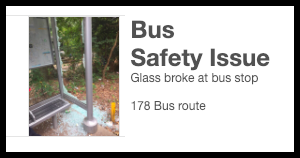 Bus
Safety Issue
Glass broke at bus stop
178 Bus route